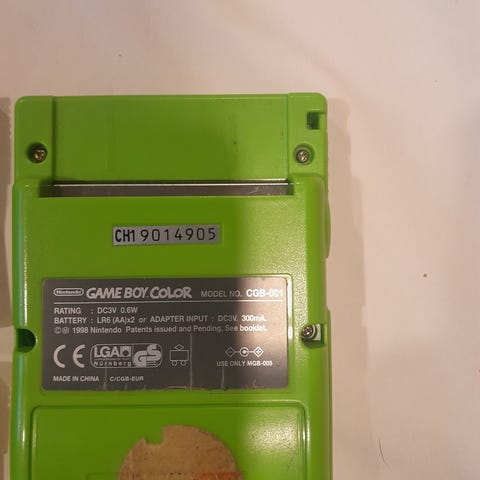 CH19014905
Nintendo GAME BOY COLOR MODEL NO. CGB-001
RATING : DC3V 0.6W
BATTERY : LR6 (AA)x2 or ADAPTER INPUT : DC3V, 300mA.
©Ⓜ 1998 Nintendo Patents issued and Pending. See booklet.
CE LGA Nürnberg GS
USE ONLY MGB-005
MADE IN CHINA C/CGB-EUR